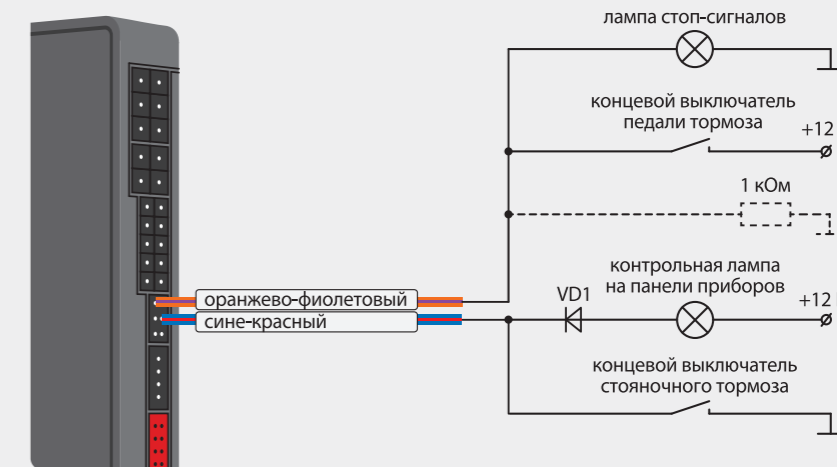 лампа стоп-сигналов
концевой выключатель
педали тормоза
+12
1 кОм
контрольная лампа
на панели приборов
+12
VD1
оранжево-фиолетовый
сине-красный
концевой выключатель
стояночного тормоза